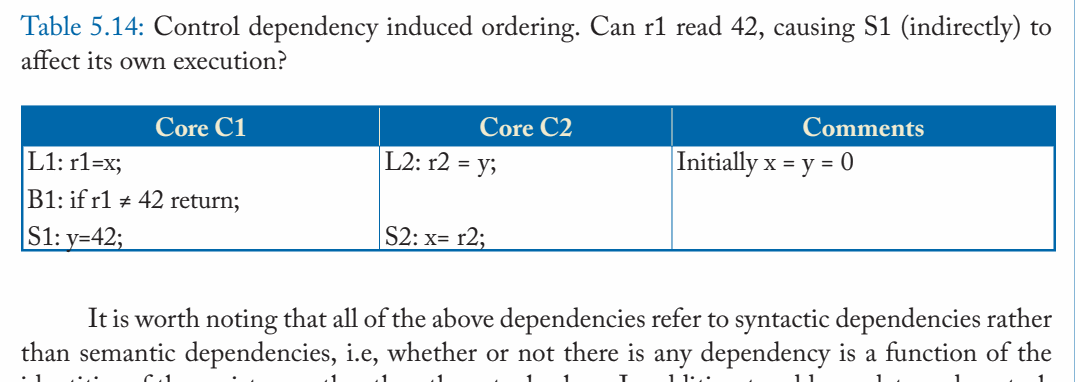 Table 5.14: Control dependency induced ordering. Can r1 read 42, causing S1 (indirectly) to
affect its own execution?
Core C1 Core C2 Comments
L1: r1=x; L2: r2 = y; Initially x = y = 0
B1: if r1 ≠ 42 return;
S1: y=42; S2: x= r2;
It is worth noting that all of the above dependencies refer to syntactic dependencies rather
than semantic dependencies, i.e, whether or not there is any dependency is a function of the